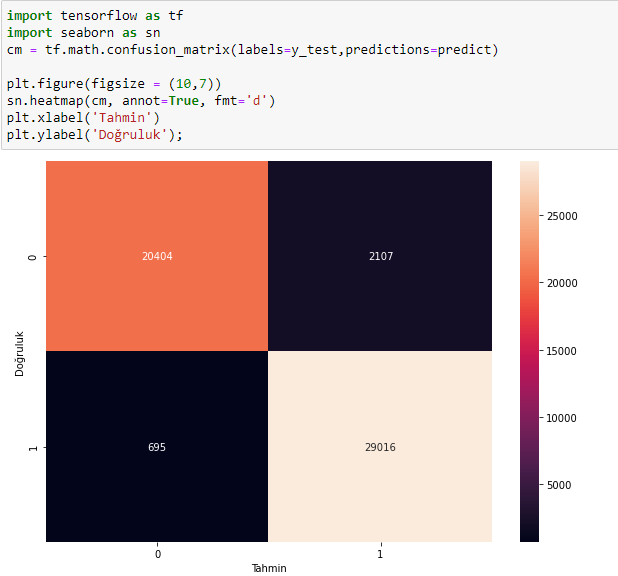 import tensorflow as tf
import seaborn as sn
cm = tf.math.confusion_matrix(labels=y_test,predictions=predict)
plt.figure(figsize = (10,7))
sn.heatmap(cm, annot=True, fmt='d')
plt.xlabel('Tahmin')
plt.ylabel('Doğruluk');
20404
2107
695
29016
0
1
Doğruluk
0
1
Tahmin
25000
20000
15000
10000
5000